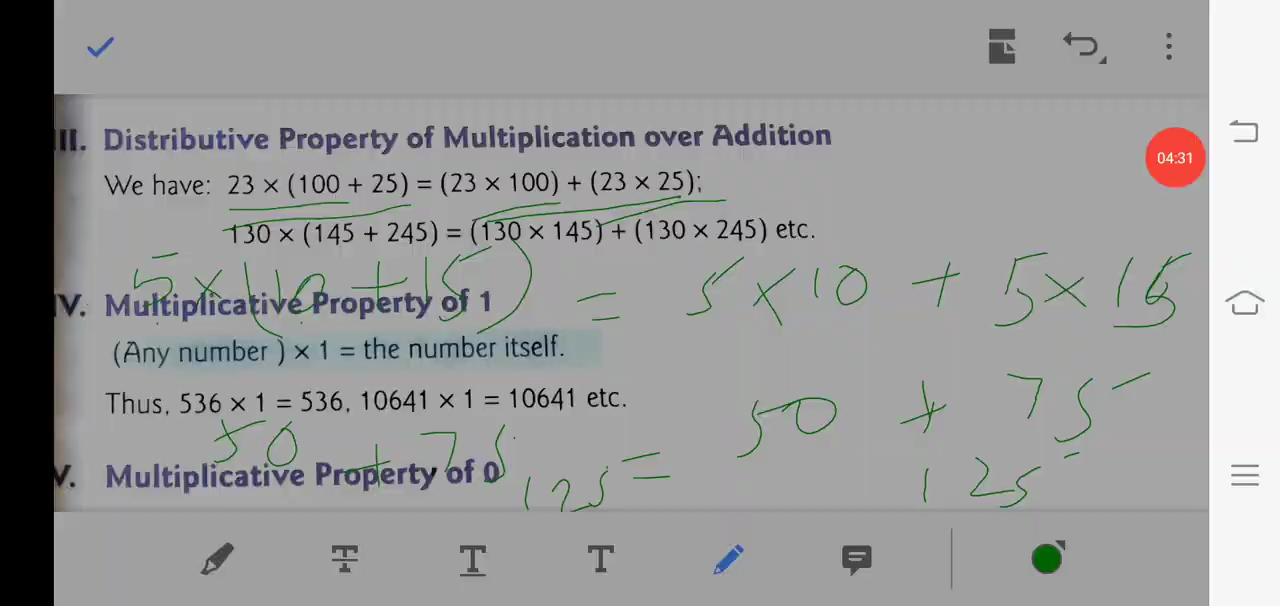 04:31
III. Distributive Property of Multiplication over Addition
We have: 23 × (100 + 25) = (23 × 100) + (23 × 25);
130 × (145 + 245) = (130 × 145) + (130 × 245) etc.
5 × (10 + 15) = 5 × 10 + 5 × 15
IV. Multiplicative Property of 1
(Any number ) × 1 = the number itself.
Thus, 536 × 1 = 536, 10641 × 1 = 10641 etc.
50 + 75
50 + 75
V. Multiplicative Property of 0
125 = 125
T T T